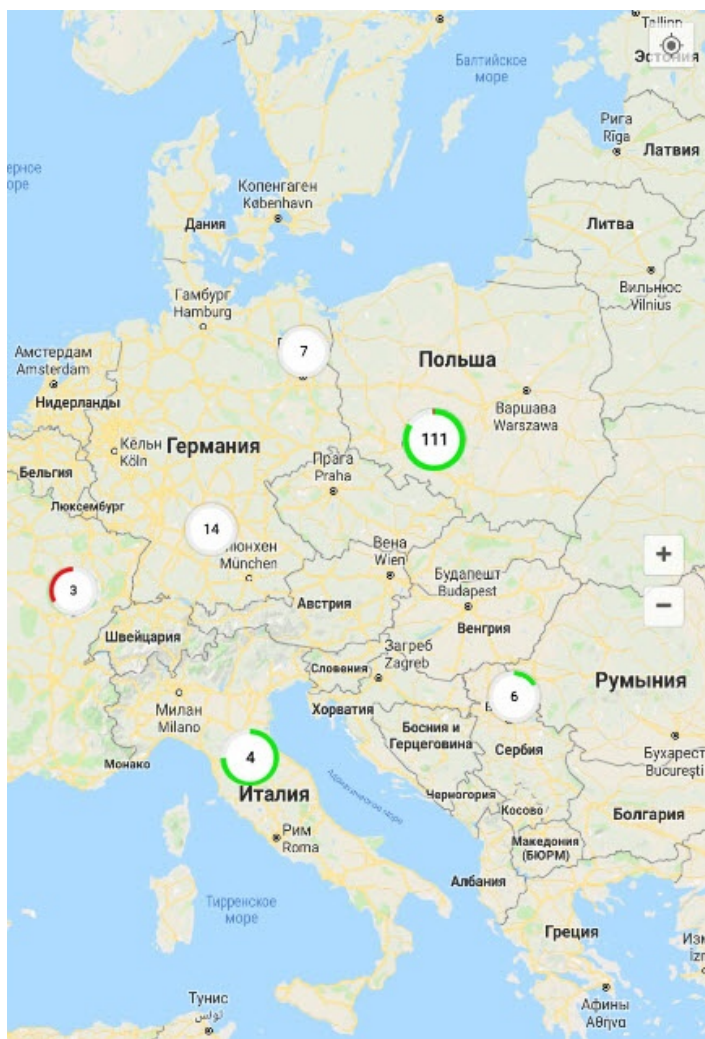 Tallinn
Эстония
Балтийское
море
Рига
Rīga
Латвия
Копенгаген
København
Дания
Литва
Вильнюс
Vilnius
Гамбург
Hamburg
7
Амстердам
Amsterdam
Польша
Нидерланды
Варшава
Warszawa
111
Кёльн
Köln
Германия
Прага
Praha
Бельгия
Люксембург
14
München
Вена
Wien
+
3
Будапешт
Budapest
Австрия
−
Венгрия
Швейцария
Загреб
Zagreb
Словения
Румыния
6
Милан
Milano
Хорватия
Босния и
Герцеговина
Сербия
Бухарест
București
4
Монако
Италия
Адриатическое море
Черногория
Косово
Болгария
Рим
Roma
Македония
(БЮРМ)
Албания
Тирренское
море
Греция
Тунис
تونس
Афины
Αθήνα